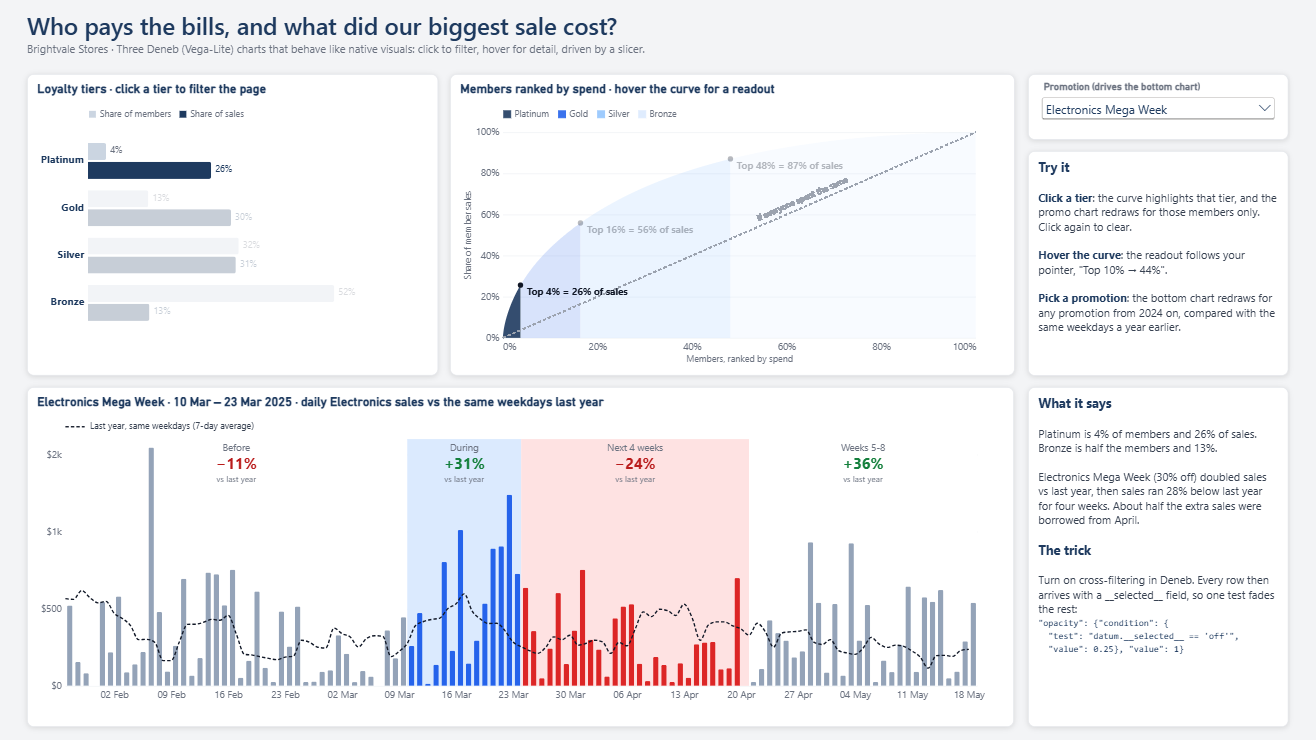 Who pays the bills, and what did our biggest sale cost?
Brightvale Stores · Three Deneb (Vega-Lite) charts that behave like native visuals: click to filter, hover for detail, driven by a slicer.
Loyalty tiers · click a tier to filter the page
Share of members
Share of sales
Platinum
4%
26%
Gold
13%
30%
Silver
32%
31%
Bronze
52%
13%
Members ranked by spend · hover the curve for a readout
Platinum
Gold
Silver
Bronze
Share of member sales
100%
80%
60%
40%
20%
0%
Top 48% = 87% of sales
If everyone spent the same
Top 16% = 56% of sales
Top 4% = 26% of sales
0%
20%
40%
60%
80%
100%
Members, ranked by spend
Promotion (drives the bottom chart)
Electronics Mega Week
Try it
Click a tier: the curve highlights that tier, and the
promo chart redraws for those members only.
Click again to clear.
Hover the curve: the readout follows your
pointer, "Top 10% → 44%".
Pick a promotion: the bottom chart redraws for
any promotion from 2024 on, compared with the
same weekdays a year earlier.
Electronics Mega Week · 10 Mar – 23 Mar 2025 · daily Electronics sales vs the same weekdays last year
Last year, same weekdays (7-day average)
$2k
$1k
$500
$0
Before
−11%
vs last year
During
+31%
vs last year
Next 4 weeks
−24%
vs last year
Weeks 5-8
+36%
vs last year
02 Feb
09 Feb
16 Feb
23 Feb
02 Mar
09 Mar
16 Mar
23 Mar
30 Mar
06 Apr
13 Apr
20 Apr
27 Apr
04 May
11 May
18 May
What it says
Platinum is 4% of members and 26% of sales.
Bronze is half the members and 13%.
Electronics Mega Week (30% off) doubled sales
vs last year, then sales ran 28% below last year
for four weeks. About half the extra sales were
borrowed from April.
The trick
Turn on cross-filtering in Deneb. Every row then
arrives with a __selected__ field, so one test fades
the rest:
"opacity": {"condition": {
"test": "datum.__selected__ == 'off'",
"value": 0.25}, "value": 1}